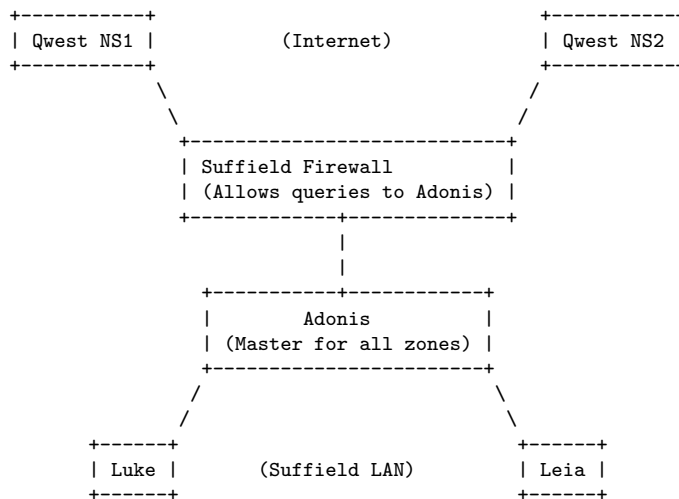 Qwest NS1 (Internet) Qwest NS2
Suffield Firewall
(Allows queries to Adonis)
Adonis
(Master for all zones)
Luke (Suffield LAN) Leia